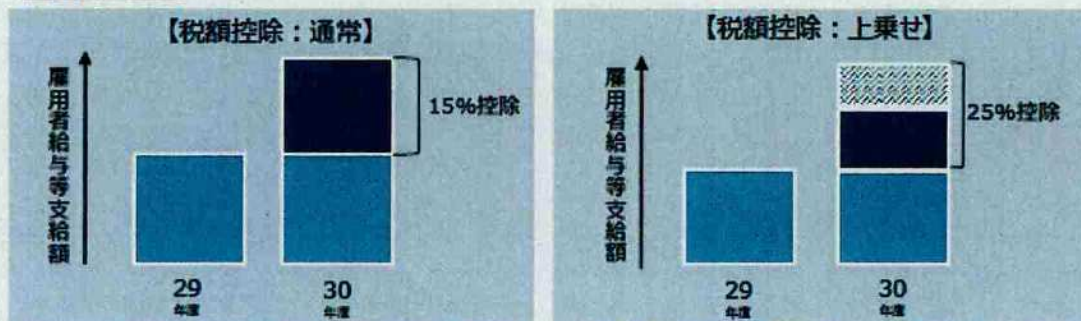 【税額控除：通常】
雇用者給与等支給額
15%控除
29
年度
30
年度
【税額控除：上乗せ】
雇用者給与等支給額
25%控除
29
年度
30
年度